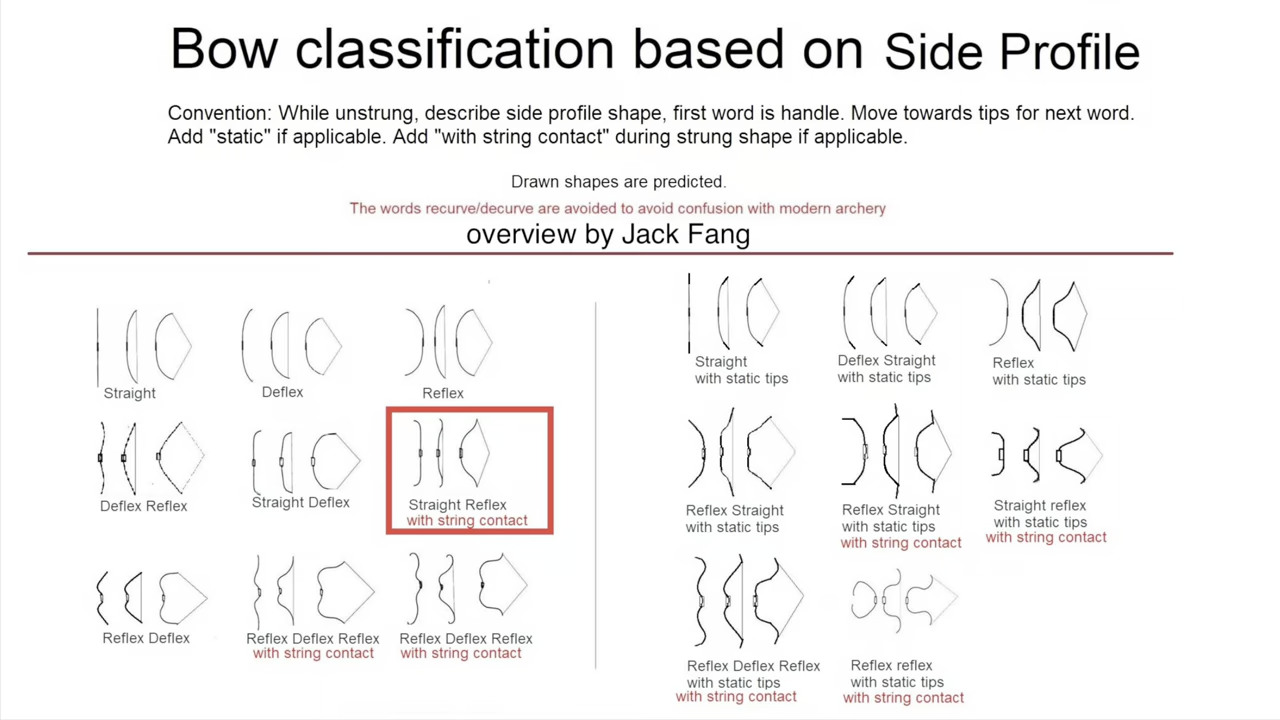 Bow classification based on Side Profile
Convention: While unstrung, describe side profile shape, first word is handle. Move towards tips for next word.
Add "static" if applicable. Add "with string contact" during strung shape if applicable.
Drawn shapes are predicted.
The words recurve/decurve are avoided to avoid confusion with modern archery
overview by Jack Fang
Straight
Deflex
Reflex
Deflex Reflex
Straight Deflex
Straight Reflex
with string contact
Reflex Deflex
Reflex Deflex Reflex
with string contact
Reflex Deflex Reflex
with string contact
Straight
with static tips
Deflex Straight
with static tips
Reflex
with static tips
Reflex Straight
with static tips
Reflex Straight
with static tips
with string contact
Straight reflex
with static tips
with string contact
Reflex Deflex Reflex
with static tips
with string contact
Reflex reflex
with static tips
with string contact